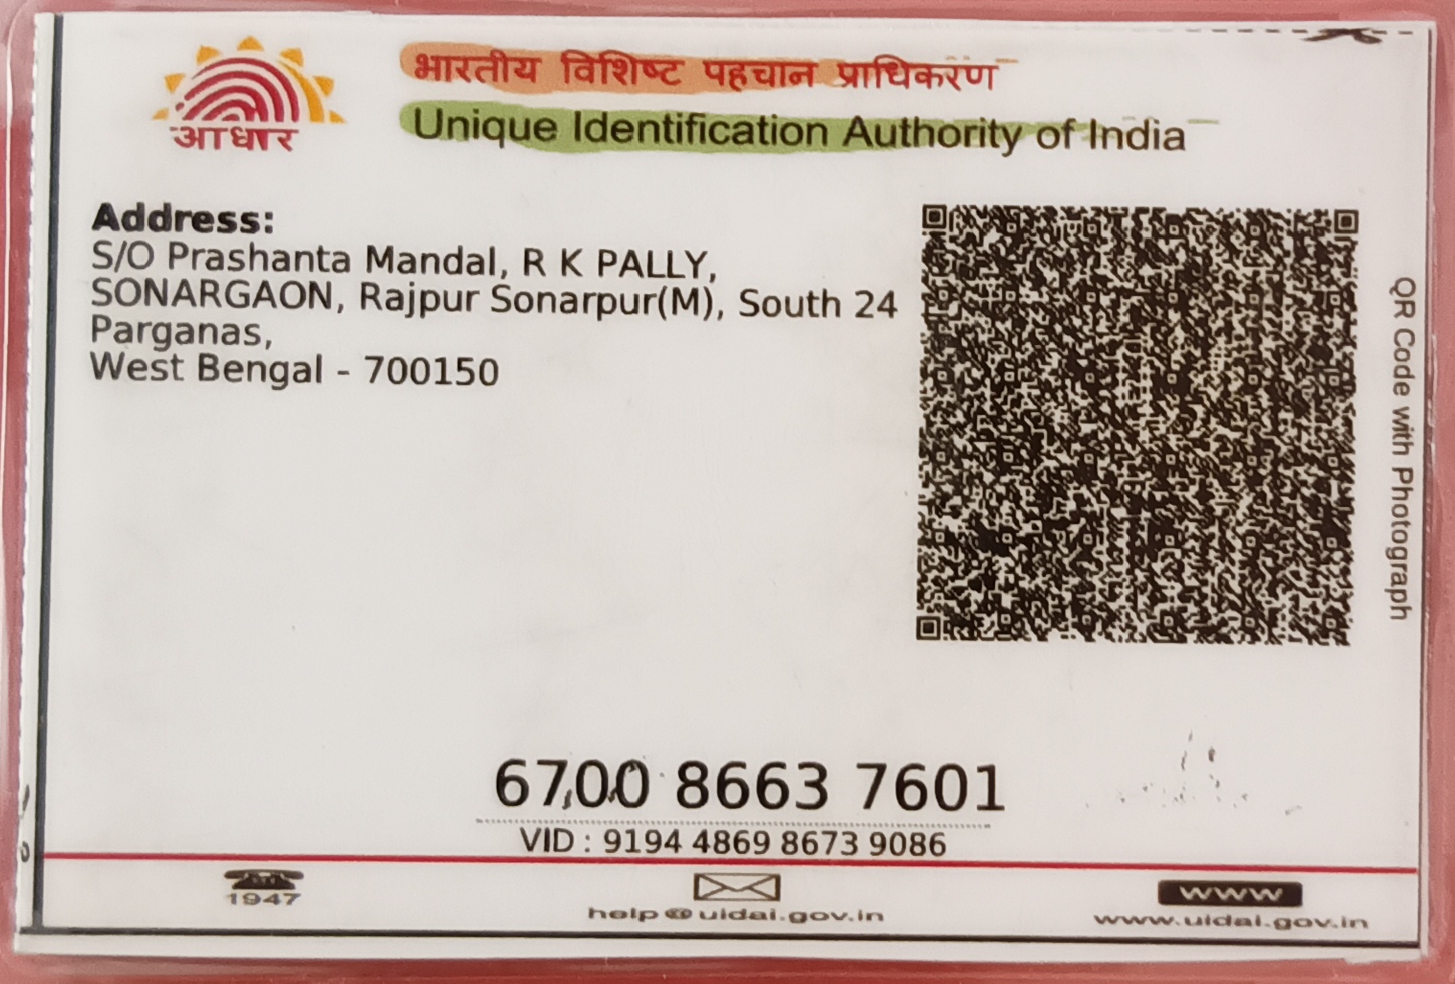 भारतीय विशिष्ट पहचान प्राधिकरण
Unique Identification Authority of India
आधार
Address:
S/O Prashanta Mandal, R K PALLY,
SONARGAON, Rajpur Sonarpur(M), South 24
Parganas,
West Bengal - 700150
QR Code with Photograph
6700 8663 7601
VID : 9194 4869 8673 9086
1947
help@uidai.gov.in
www
www.uidai.gov.in